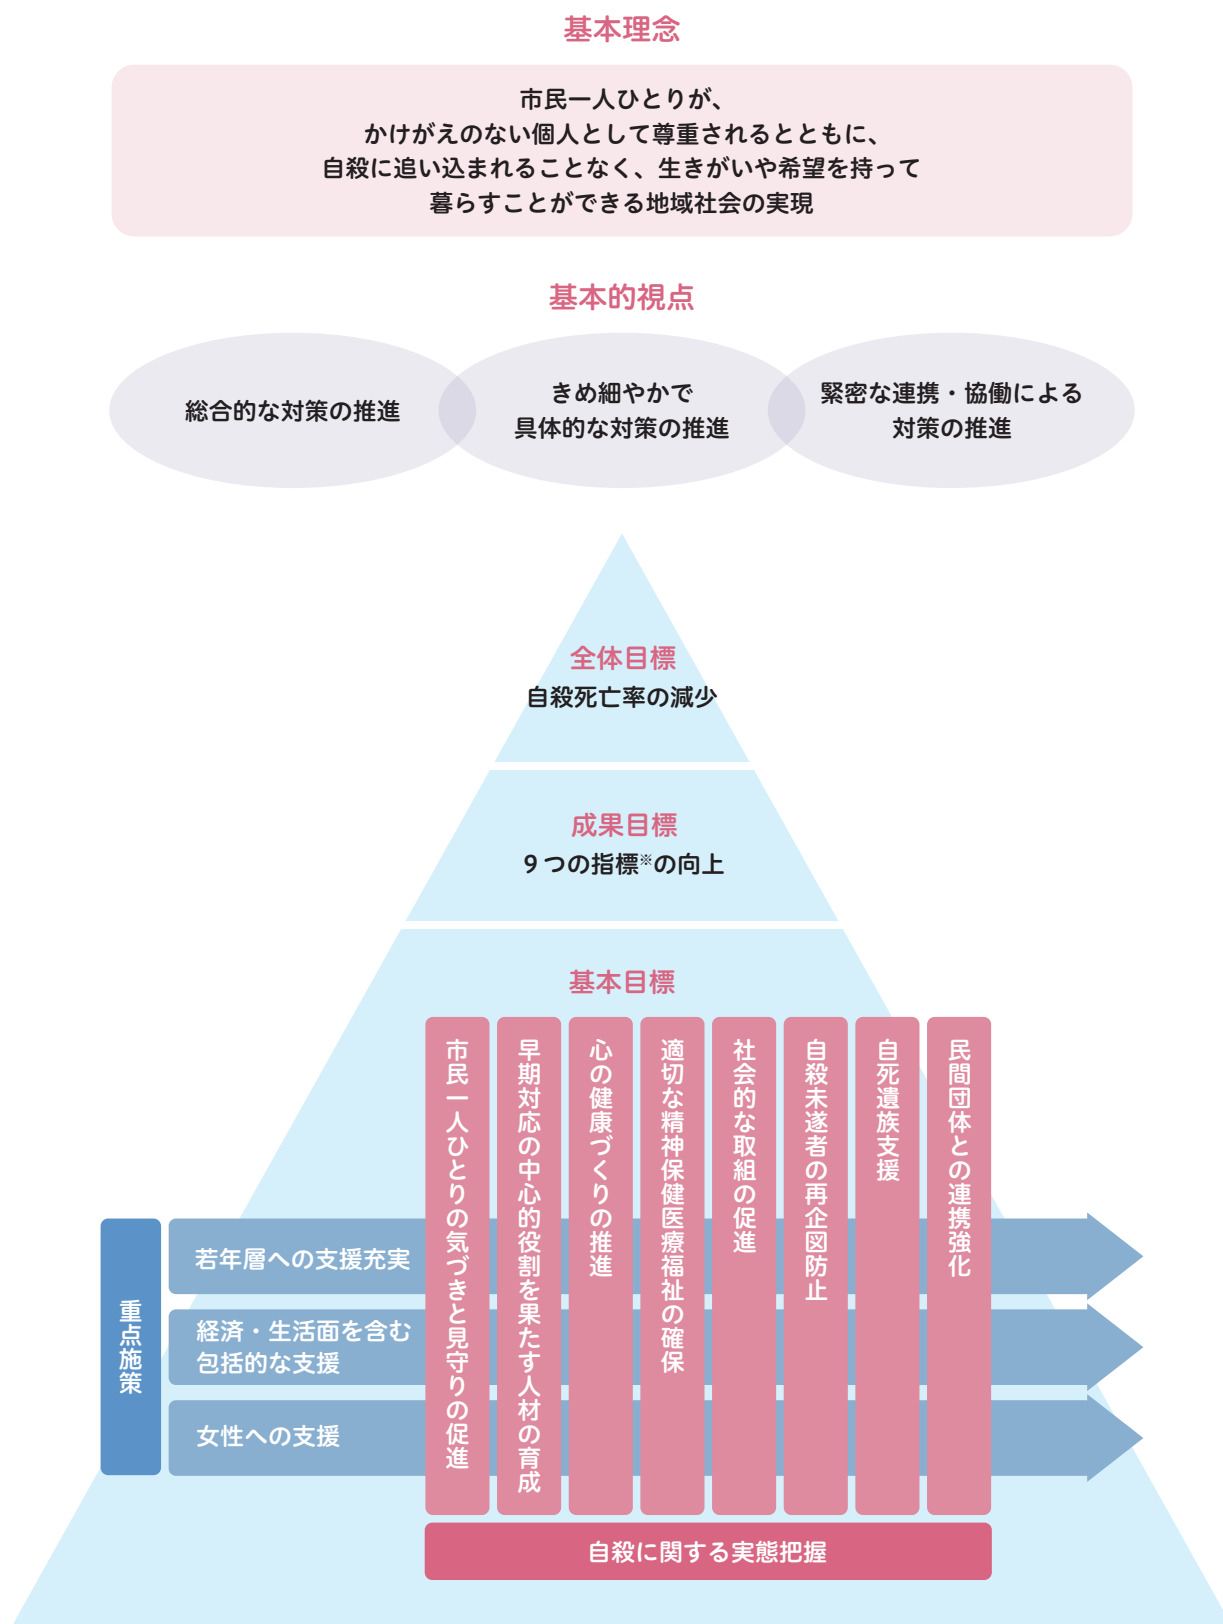 基本理念
市民一人ひとりが、
かけがえのない個人として尊重されるとともに、
自殺に追い込まれることなく、生きがいや希望を持って
暮らすことができる地域社会の実現
基本的視点
総合的な対策の推進
きめ細やかで
具体的な対策の推進
緊密な連携・協働による
対策の推進
全体目標
自殺死亡率の減少
成果目標
9つの指標※の向上
基本目標
市民一人ひとりの気づきと見守りの促進
早期対応の中心的役割を果たす人材の育成
心の健康づくりの推進
適切な精神保健医療福祉の確保
社会的な取組の促進
自殺未遂者の再企図防止
自死遺族支援
民間団体との連携強化
重点施策
若年層への支援充実
経済・生活面を含む
包括的な支援
女性への支援
自殺に関する実態把握